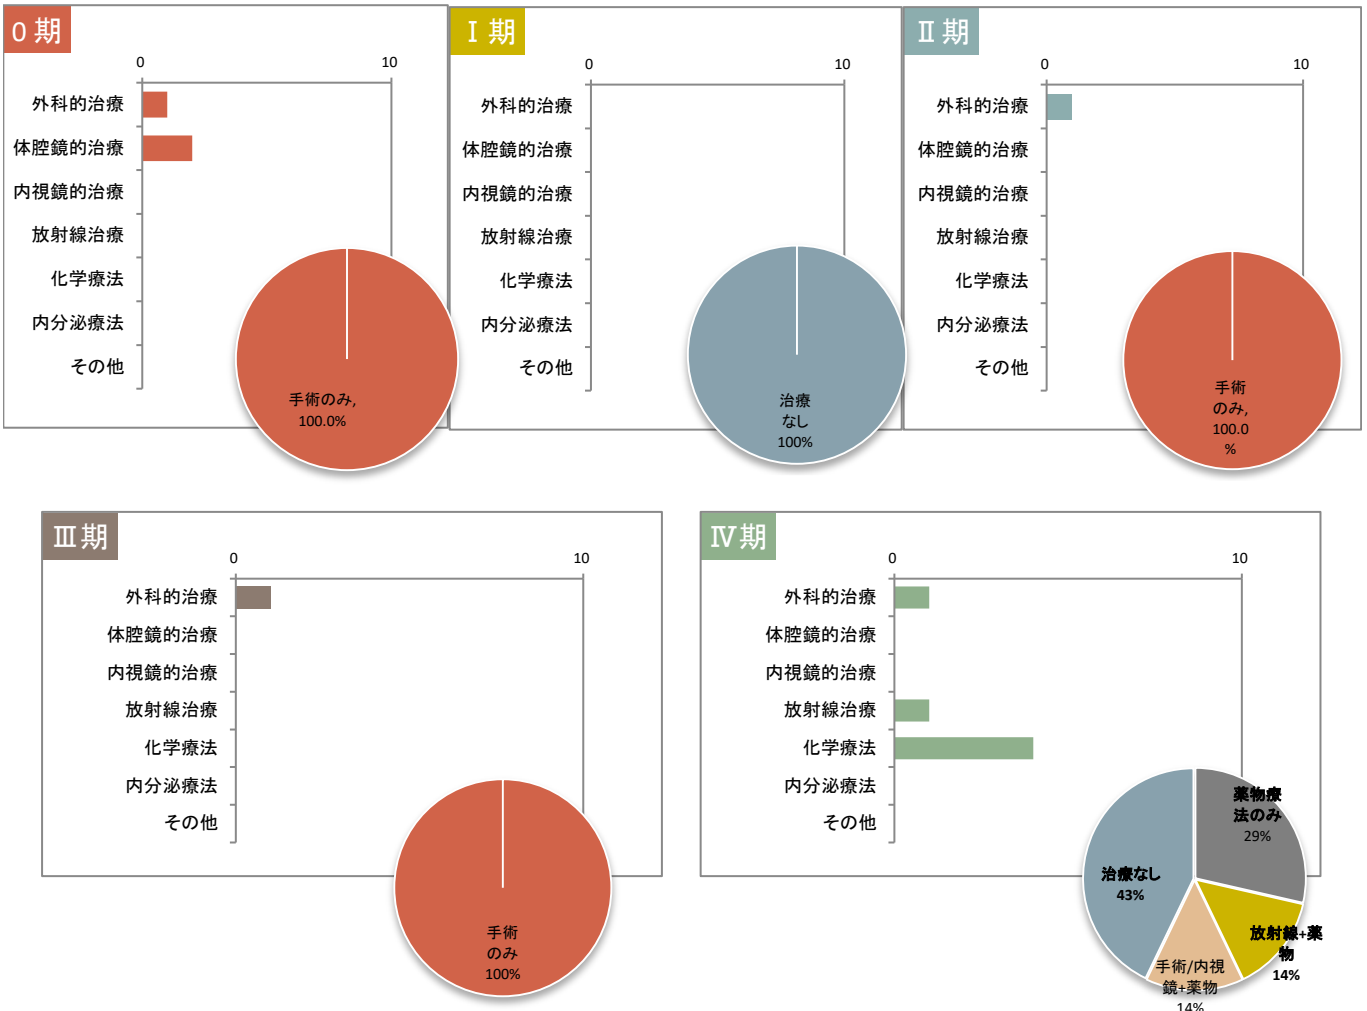 0 期
0
10
外科的治療
体腔鏡的治療
内視鏡的治療
放射線治療
化学療法
内分泌療法
その他
手術のみ,
100.0%
Ⅰ 期
0
10
外科的治療
体腔鏡的治療
内視鏡的治療
放射線治療
化学療法
内分泌療法
その他
治療
なし
100%
Ⅱ 期
0
10
外科的治療
体腔鏡的治療
内視鏡的治療
放射線治療
化学療法
内分泌療法
その他
手術
のみ,
100.0
%
Ⅲ 期
0
10
外科的治療
体腔鏡的治療
内視鏡的治療
放射線治療
化学療法
内分泌療法
その他
手術
のみ
100%
Ⅳ 期
0
10
外科的治療
体腔鏡的治療
内視鏡的治療
放射線治療
化学療法
内分泌療法
その他
薬物療
法のみ
29%
治療なし
43%
放射線+薬
物
14%
手術/内視
鏡+薬物
14%